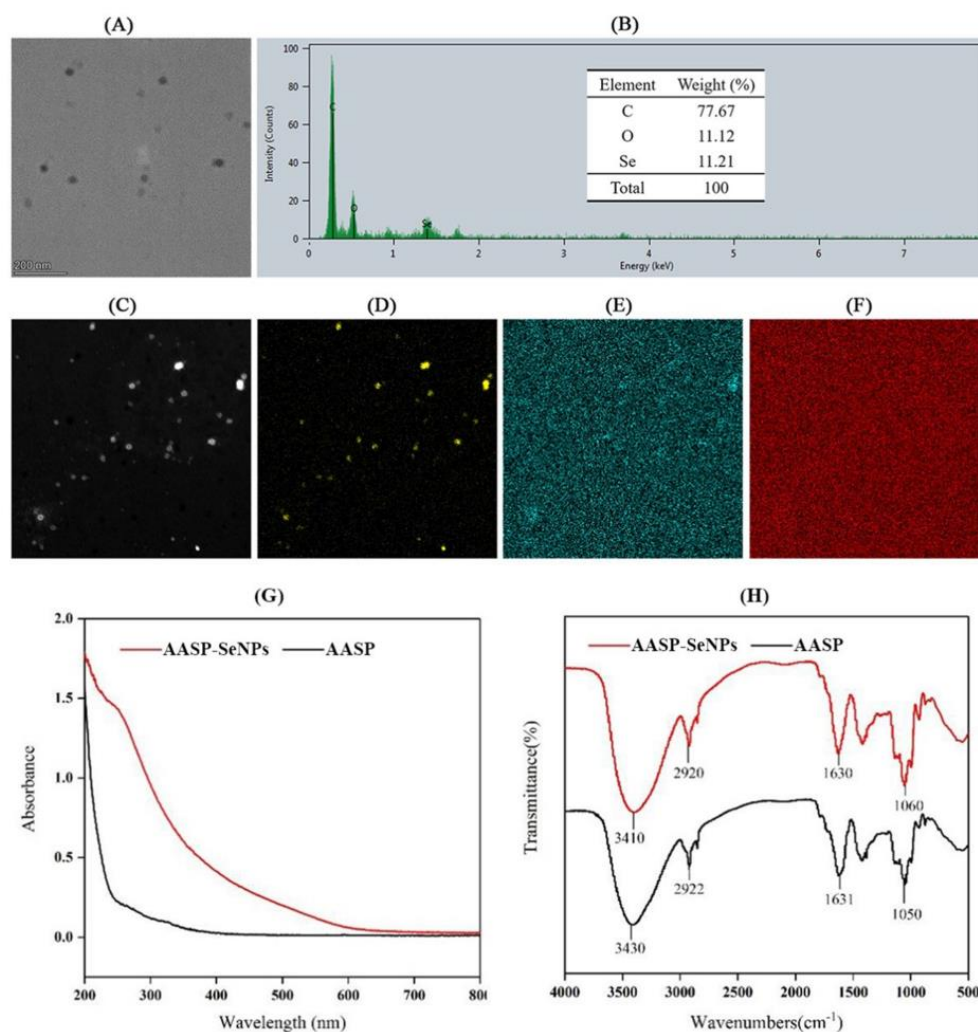 (A)
(B)
200 nm
100
80
60
40
20
0
Intensity (Counts)
C
O
Se
0 1 2 3 4 5 6 7
Energy (keV)
Element Weight (%)
C 77.67
O 11.12
Se 11.21
Total 100
(C) (D) (E) (F)
(G)
2.0
1.5
1.0
0.5
0.0
Absorbance
AASP-SeNPs AASP
200 300 400 500 600 700 800
Wavelength (nm)
(H)
AASP-SeNPs AASP
Transmittance(%)
2920
1630
1060
3410
2922
1631
1050
3430
4000 3500 3000 2500 2000 1500 1000 500
Wavenumbers(cm⁻¹)